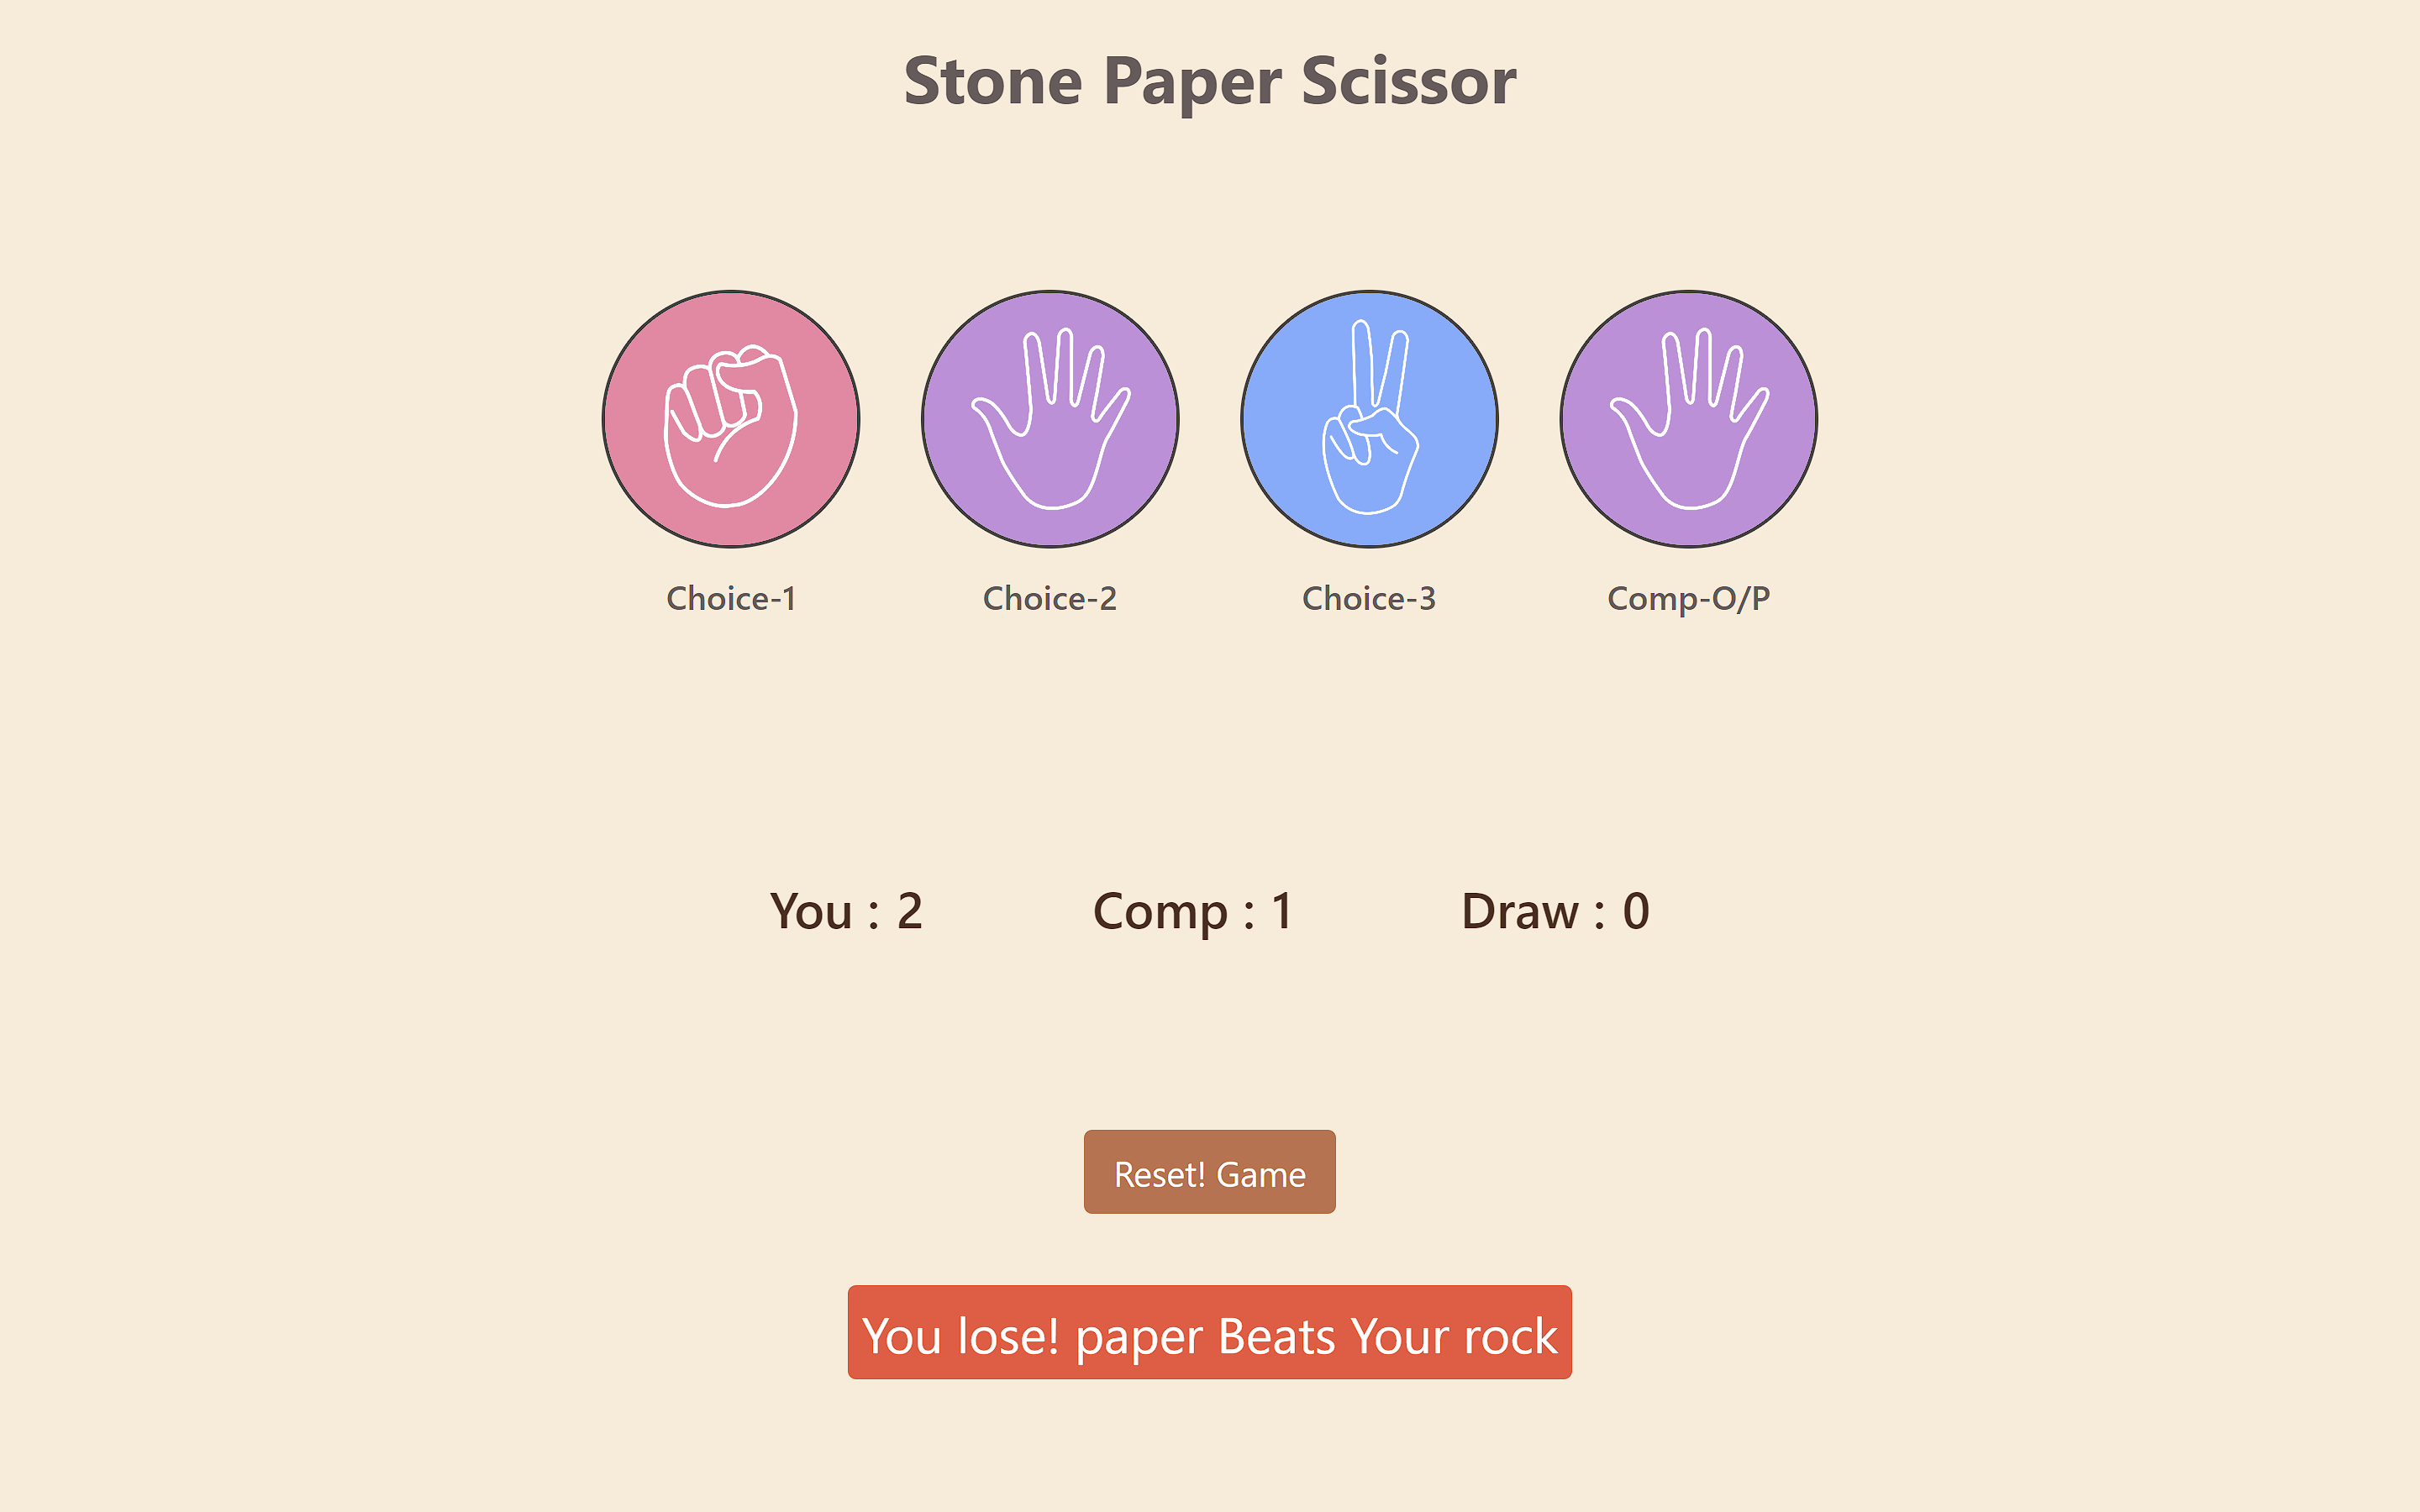 Stone Paper Scissor
Choice-1
Choice-2
Choice-3
Comp-O/P
You : 2
Comp : 1
Draw : 0
Reset! Game
You lose! paper Beats Your rock